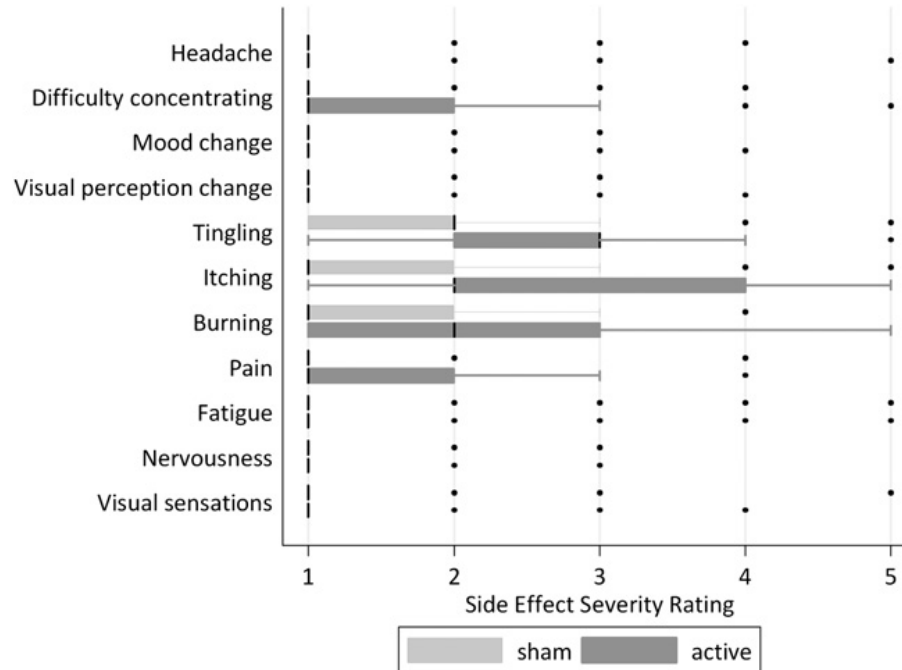 Headache
Difficulty concentrating
Mood change
Visual perception change
Tingling
Itching
Burning
Pain
Fatigue
Nervousness
Visual sensations
1 2 3 4 5
Side Effect Severity Rating
sham active